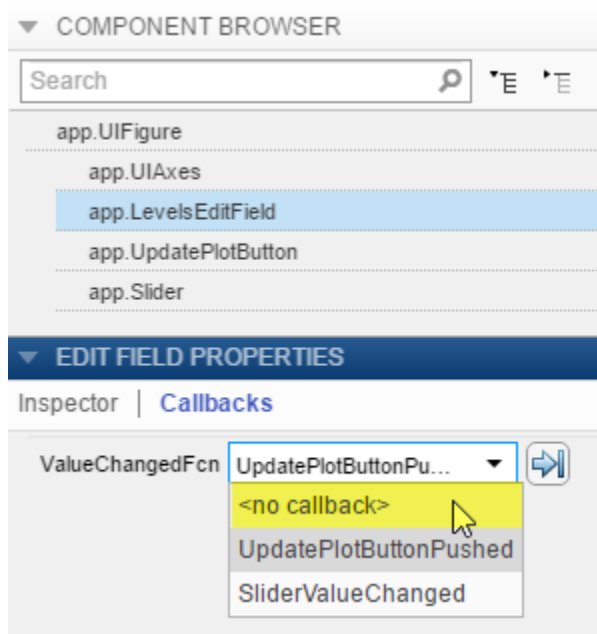 COMPONENT BROWSER
Search
app.UIFigure
app.UIAxes
app.LevelsEditField
app.UpdatePlotButton
app.Slider
EDIT FIELD PROPERTIES
Inspector | Callbacks
ValueChangedFcn UpdatePlotButtonPu...
<no callback>
UpdatePlotButtonPushed
SliderValueChanged